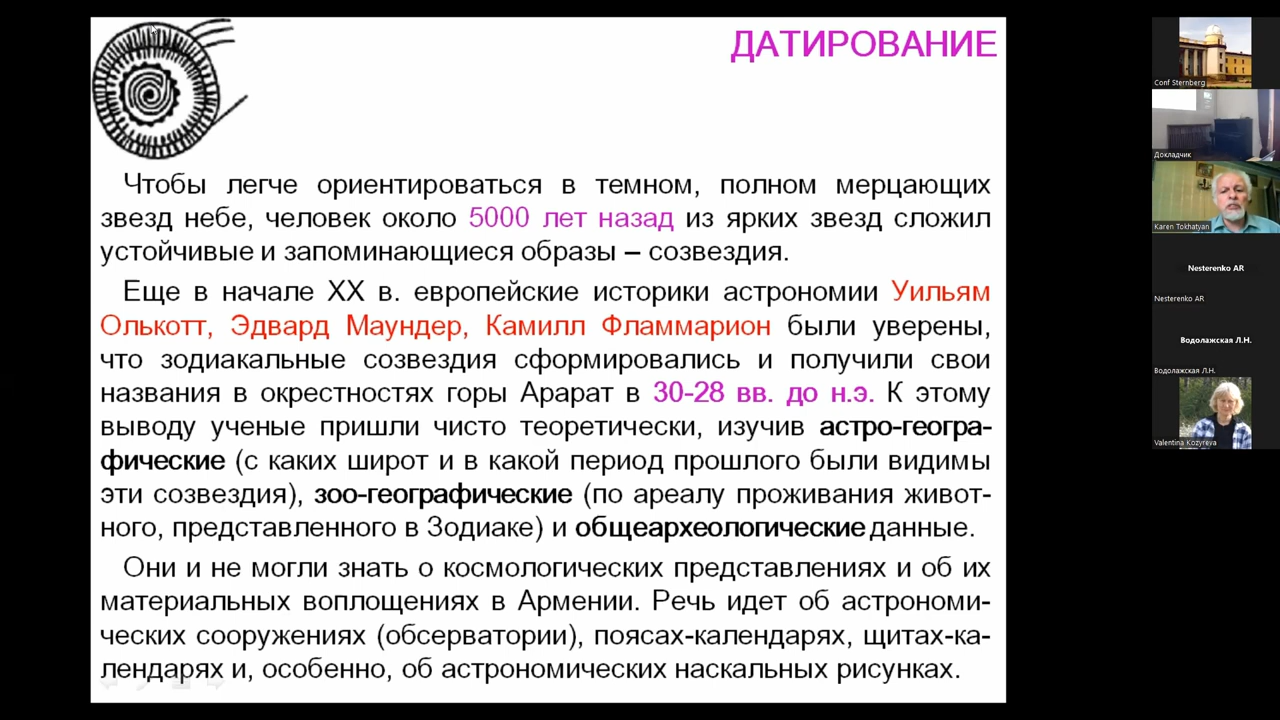 ДАТИРОВАНИЕ
Чтобы легче ориентироваться в темном, полном мерцающих
звезд небе, человек около 5000 лет назад из ярких звезд сложил
устойчивые и запоминающиеся образы – созвездия.
Еще в начале XX в. европейские историки астрономии Уильям
Олькотт, Эдвард Маундер, Камилл Фламмарион были уверены,
что зодиакальные созвездия сформировались и получили свои
названия в окрестностях горы Арарат в 30-28 вв. до н.э. К этому
выводу ученые пришли чисто теоретически, изучив астро-геогра-
фические (с каких широт и в какой период прошлого были видимы
эти созвездия), зоо-географические (по ареалу проживания живот-
ного, представленного в Зодиаке) и общеархеологические данные.
Они и не могли знать о космологических представлениях и об их
материальных воплощениях в Армении. Речь идет об астрономи-
ческих сооружениях (обсерватории), поясах-календарях, щитах-ка-
лендарях и, особенно, об астрономических наскальных рисунках.
Conf Sternberg
Докладчик
Karen Tokhatyan
Nesterenko AR
Nesterenko AR
Водолажская Л.Н.
Водолажская Л.Н.
Valentina Kozyreva